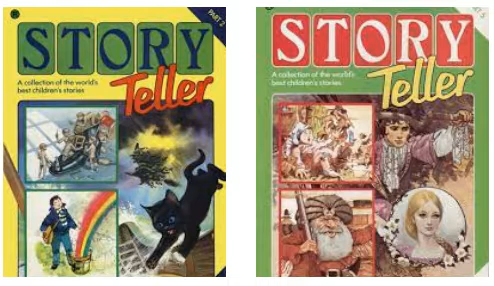 PART 2
STORY
Teller
A collection of the world's
best children's stories
STORY
Teller
A collection of the world's
best children's stories